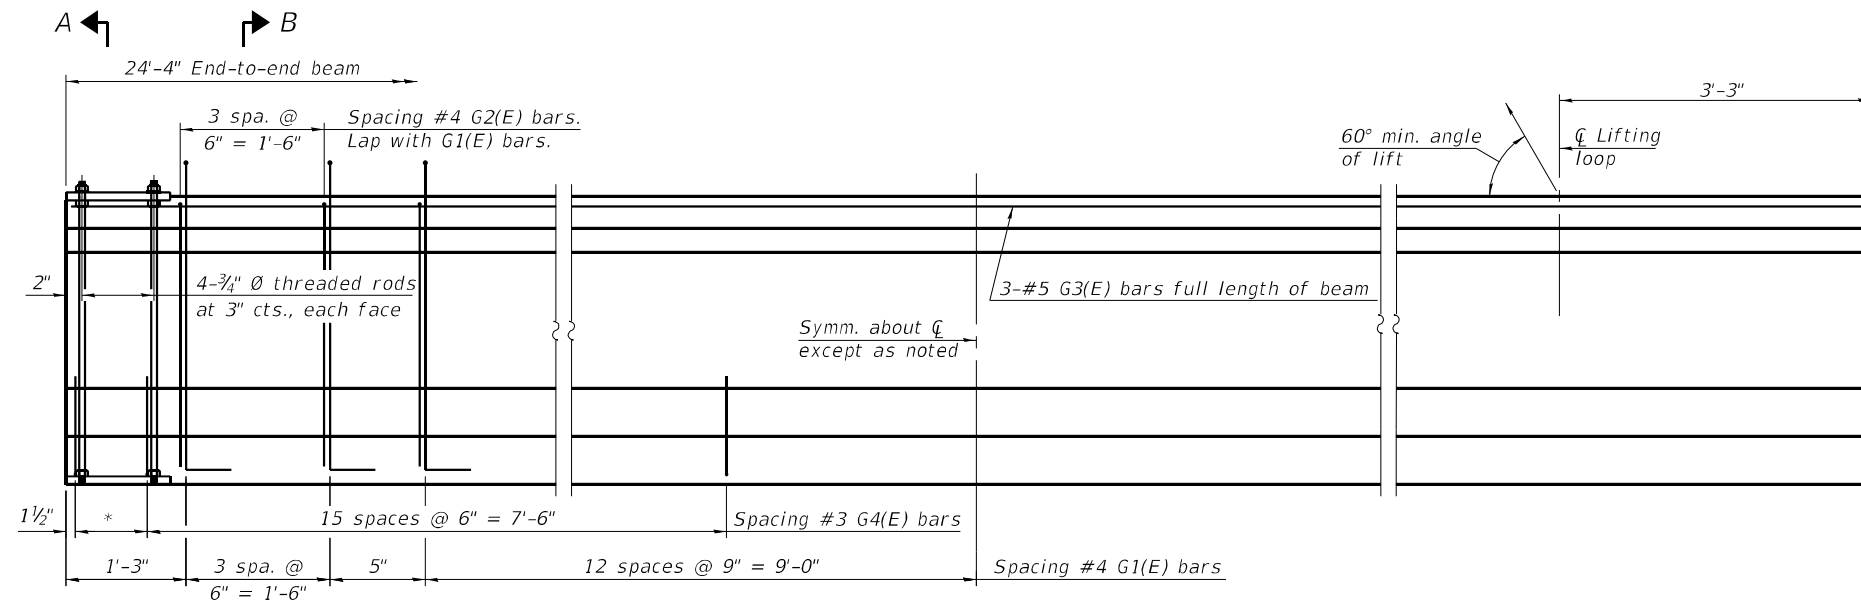 A
B
24'-4" End-to-end beam
3 spa. @
6" = 1'-6"
Spacing #4 G2(E) bars.
Lap with G1(E) bars.
3'-3"
60° min. angle
of lift
℄ Lifting
loop
2"
4-¾" Ø threaded rods
at 3" cts., each face
3-#5 G3(E) bars full length of beam
Symm. about ℄
except as noted
1½"
*
15 spaces @ 6" = 7'-6"
Spacing #3 G4(E) bars
1'-3"
3 spa. @
6" = 1'-6"
5"
12 spaces @ 9" = 9'-0"
Spacing #4 G1(E) bars